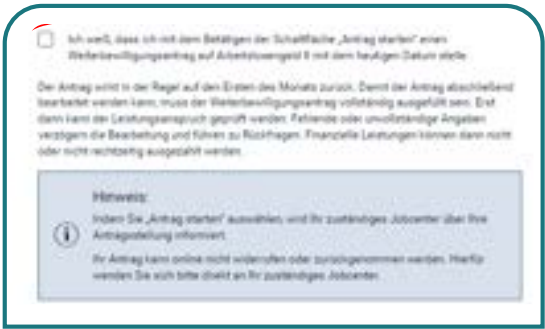 Ich weiß, dass ich mit dem Betätigen der Schaltfläche „Antrag starten“ einen
Weiterbewilligungsantrag auf Arbeitslosengeld II mit dem heutigen Datum stelle
Der Antrag wirkt in der Regel auf den Ersten des Monats zurück. Damit der Antrag abschließend
bearbeitet werden kann, muss der Weiterbewilligungsantrag vollständig ausgefüllt sein. Erst
dann kann der Leistungsanspruch geprüft werden. Fehlende oder unvollständige Angaben
verzögern die Bearbeitung und führen zu Rückfragen. Finanzielle Leistungen können dann nicht
oder nicht rechtzeitig ausgezahlt werden.
Hinweis:
Indem Sie „Antrag starten“ auswählen, wird Ihr zuständiges Jobcenter über Ihre
Antragsstellung informiert.
Ihr Antrag kann online nicht widerrufen oder zurückgenommen werden. Hierfür
wenden Sie sich bitte direkt an Ihr zuständiges Jobcenter.